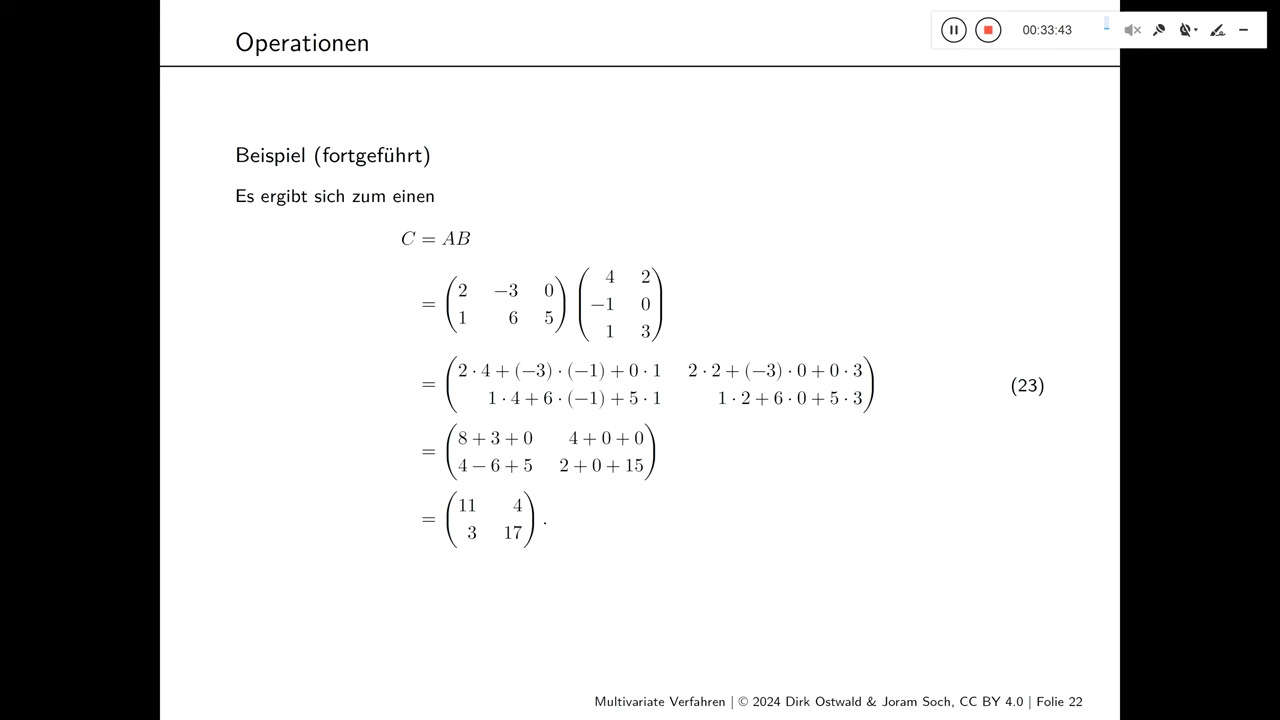 Operationen
00:33:43
Beispiel (fortgeführt)
Es ergibt sich zum einen
C = AB
= (2 −3 0
1 6 5) (4 2
−1 0
1 3)
= (2 · 4 + (−3) · (−1) + 0 · 1 2 · 2 + (−3) · 0 + 0 · 3
1 · 4 + 6 · (−1) + 5 · 1 1 · 2 + 6 · 0 + 5 · 3)
(23)
= (8 + 3 + 0 4 + 0 + 0
4 − 6 + 5 2 + 0 + 15)
= (11 4
3 17) .
Multivariate Verfahren | © 2024 Dirk Ostwald & Joram Soch, CC BY 4.0 | Folie 22